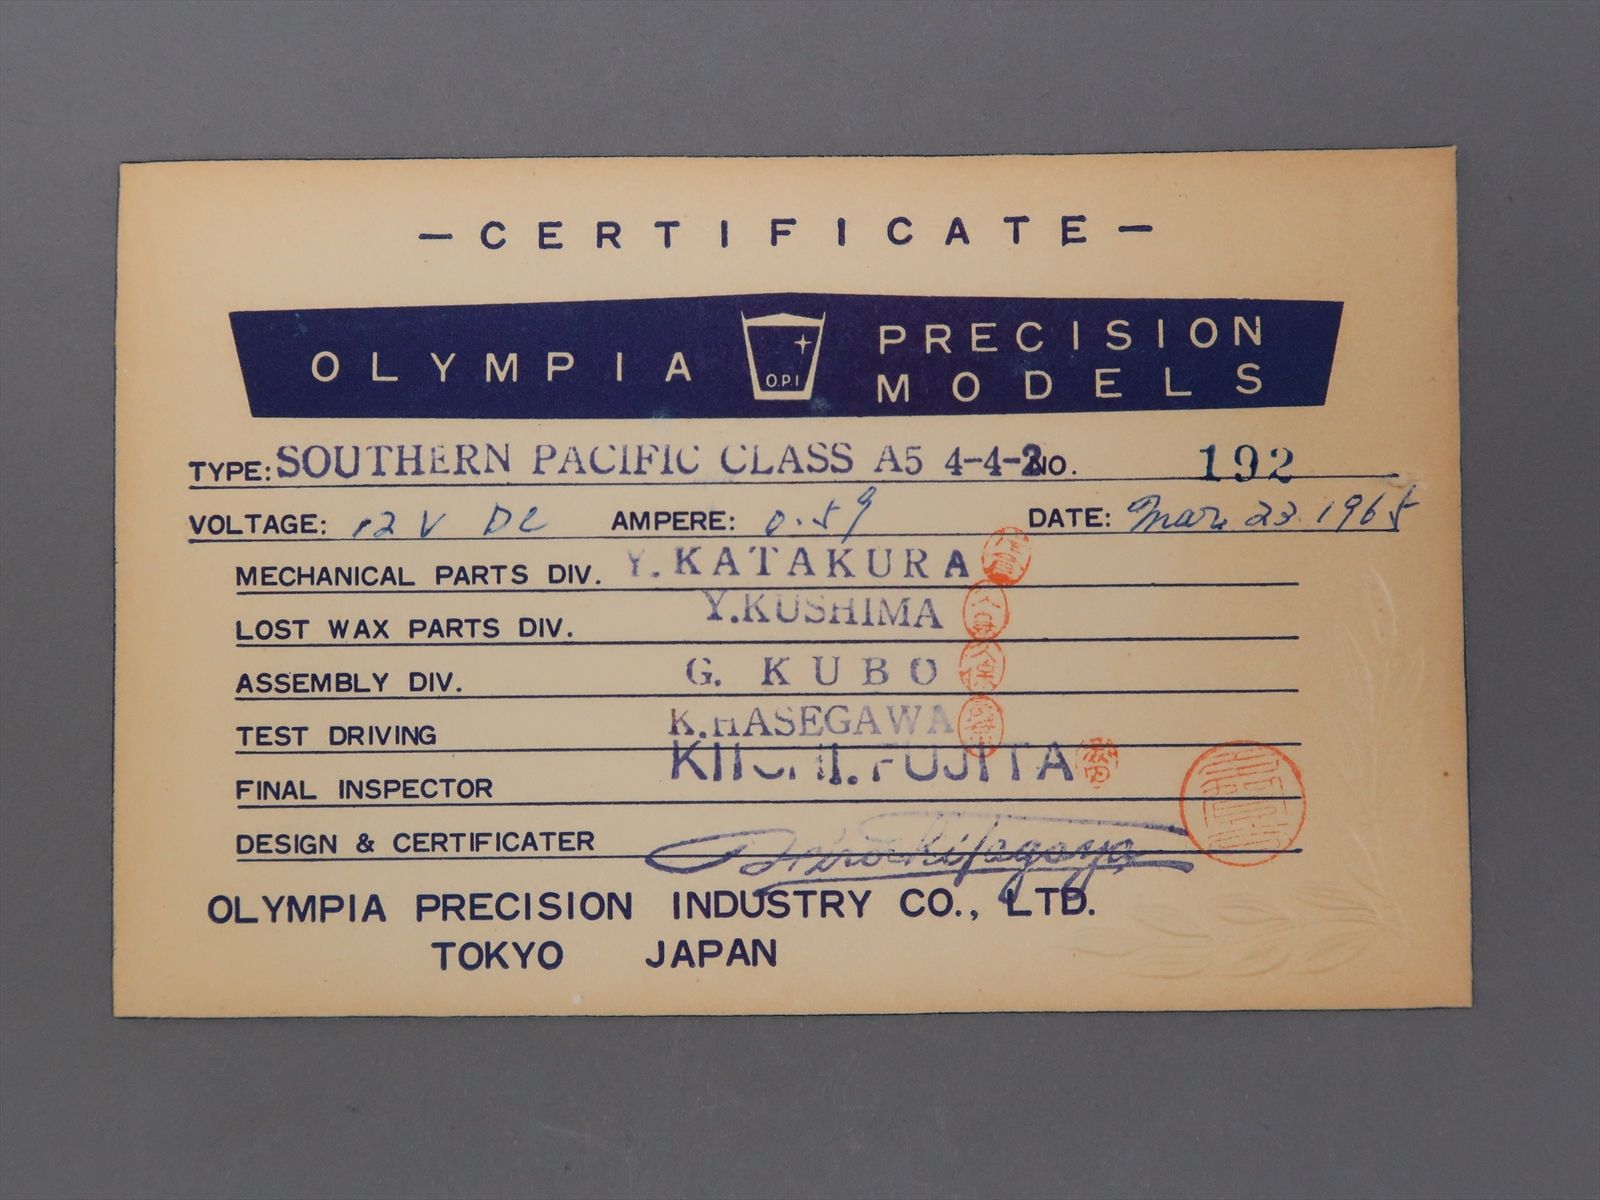 -CERTIFICATE-
OLYMPIA O.P.I PRECISION MODELS
TYPE: SOUTHERN PACIFIC CLASS A5 4-4-2 NO. 192
VOLTAGE: 12 V DC AMPERE: 0.59 DATE: Mar. 23. 1965
MECHANICAL PARTS DIV. Y. KATAKURA
LOST WAX PARTS DIV. Y.KUSHIMA
ASSEMBLY DIV. G. KUBO
TEST DRIVING K.HASEGAWA
FINAL INSPECTOR KIICHI.FUJITA
DESIGN & CERTIFICATER
OLYMPIA PRECISION INDUSTRY CO., LTD.
TOKYO JAPAN